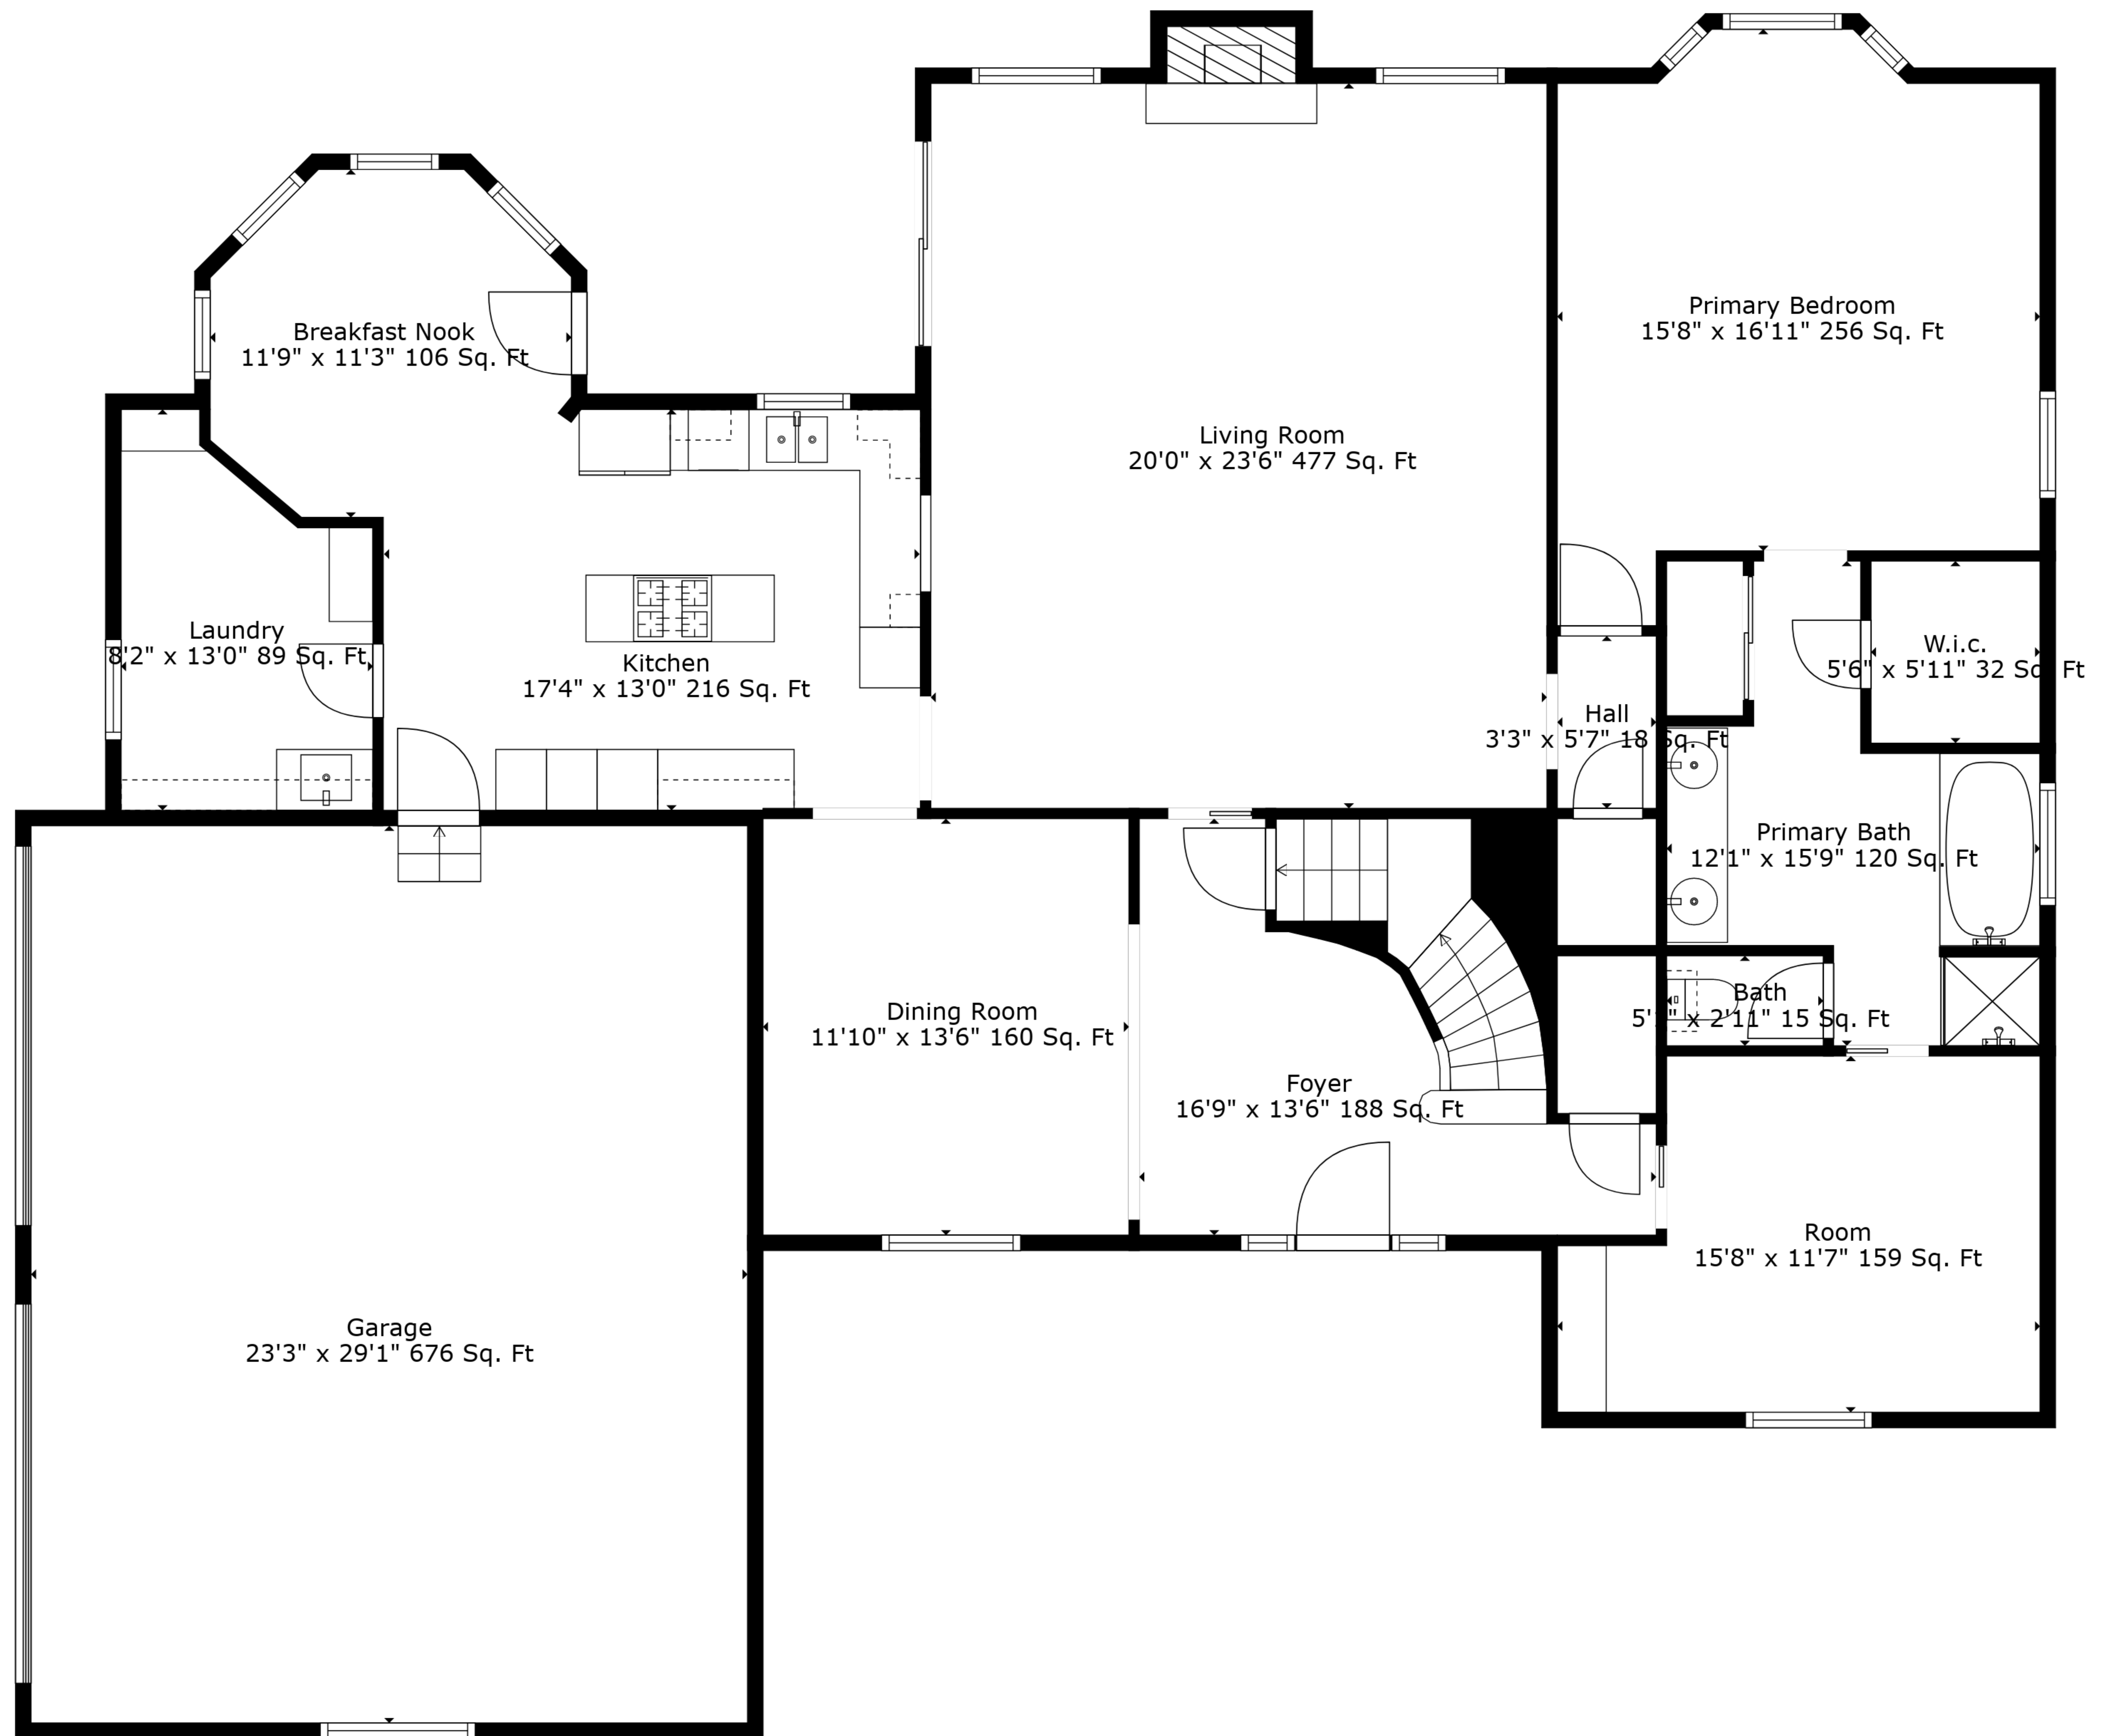 Primary Bedroom
15'8" x 16'11" 256 Sq. Ft
Breakfast Nook
11'9" x 11'3" 106 Sq. Ft
Living Room
20'0" x 23'6" 477 Sq. Ft
Laundry
8'2" x 13'0" 89 Sq. Ft
Kitchen
17'4" x 13'0" 216 Sq. Ft
W.i.c.
5'6" x 5'11" 32 Sq. Ft
Hall
3'3" x 5'7" 18 Sq. Ft
Primary Bath
12'1" x 15'9" 120 Sq. Ft
Bath
x 2'11" 15 Sq. Ft
Dining Room
11'10" x 13'6" 160 Sq. Ft
Foyer
16'9" x 13'6" 188 Sq. Ft
Room
15'8" x 11'7" 159 Sq. Ft
Garage
23'3" x 29'1" 676 Sq. Ft